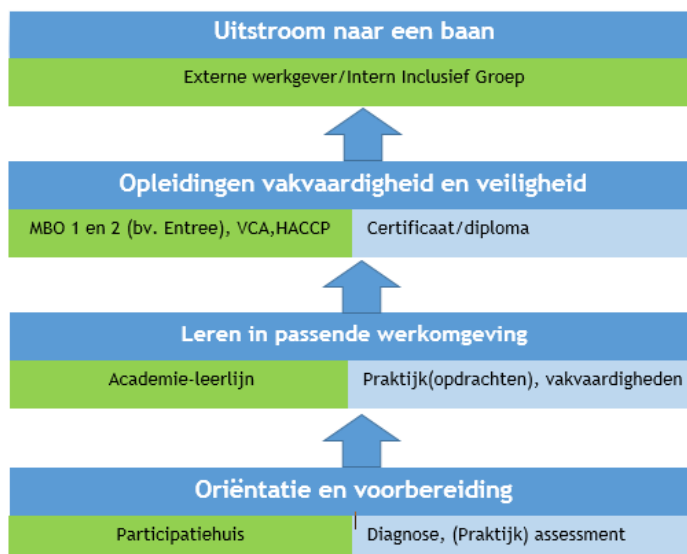 Uitstroom naar een baan
Externe werkgever/Intern Inclusief Groep
Opleidingen vakvaardigheid en veiligheid
MBO 1 en 2 (bv. Entree), VCA,HACCP
Certificaat/diploma
Leren in passende werkomgeving
Academie-leerlijn
Praktijk(opdrachten), vakvaardigheden
Oriëntatie en voorbereiding
Participatiehuis
Diagnose, (Praktijk) assessment